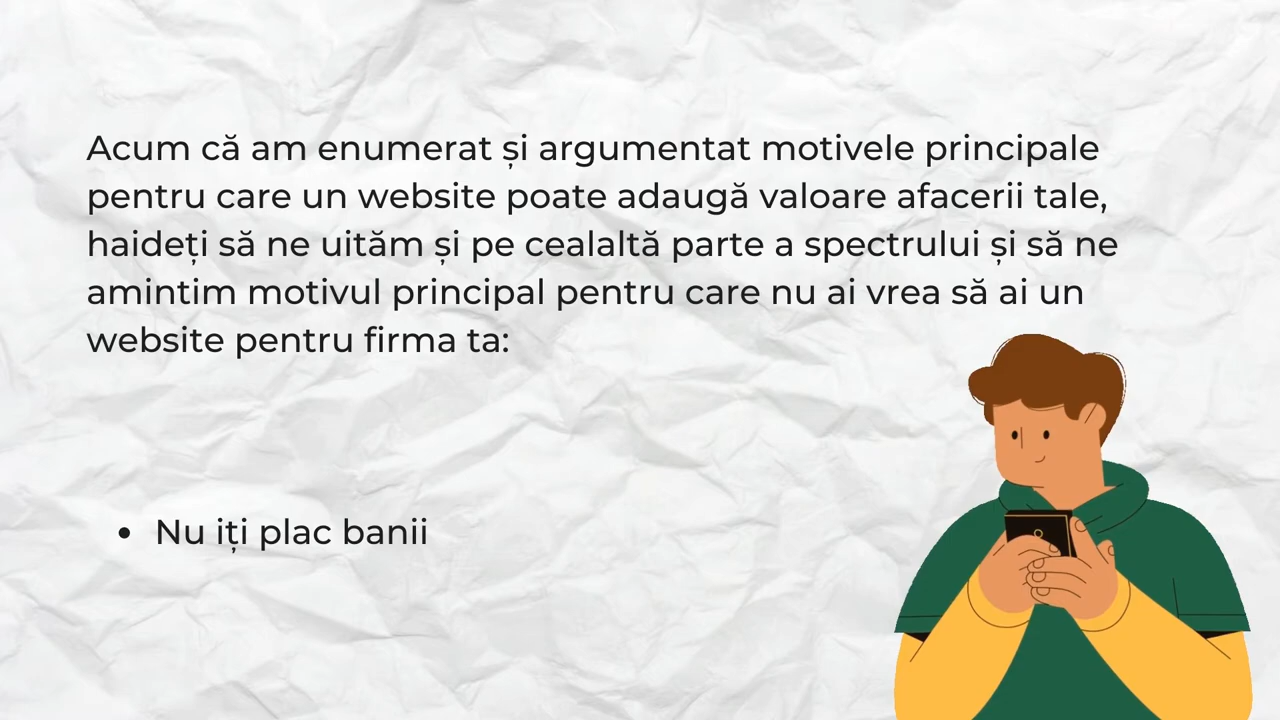 Acum că am enumerat și argumentat motivele principale
pentru care un website poate adaugă valoare afacerii tale,
haideți să ne uităm și pe cealaltă parte a spectrului și să ne
amintim motivul principal pentru care nu ai vrea să ai un
website pentru firma ta:
• Nu iți plac banii